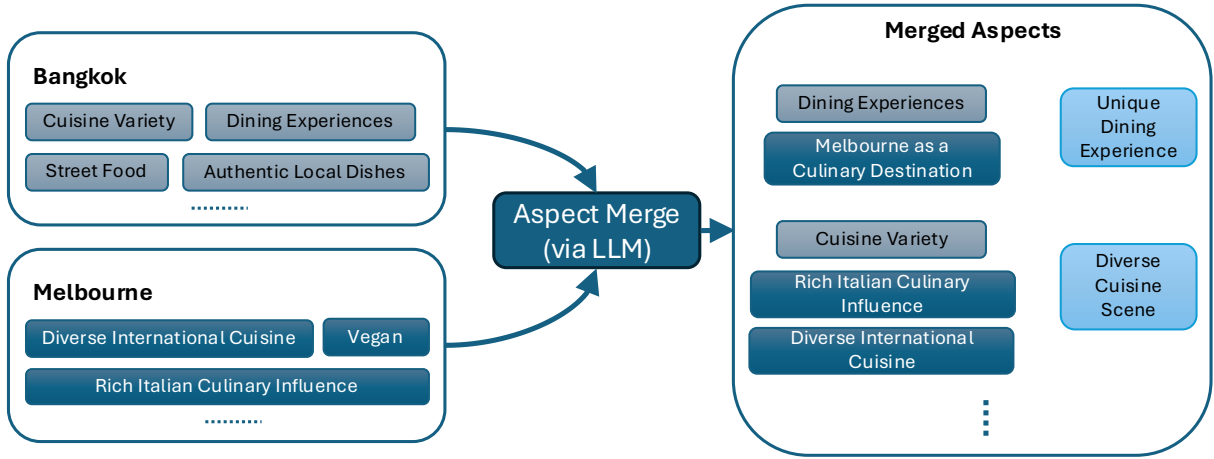 Bangkok
Cuisine Variety
Dining Experiences
Street Food
Authentic Local Dishes
..........
Melbourne
Diverse International Cuisine
Vegan
Rich Italian Culinary Influence
..........
Aspect Merge
(via LLM)
Merged Aspects
Dining Experiences
Melbourne as a
Culinary Destination
Unique
Dining
Experience
Cuisine Variety
Rich Italian Culinary
Influence
Diverse International
Cuisine
Diverse
Cuisine
Scene